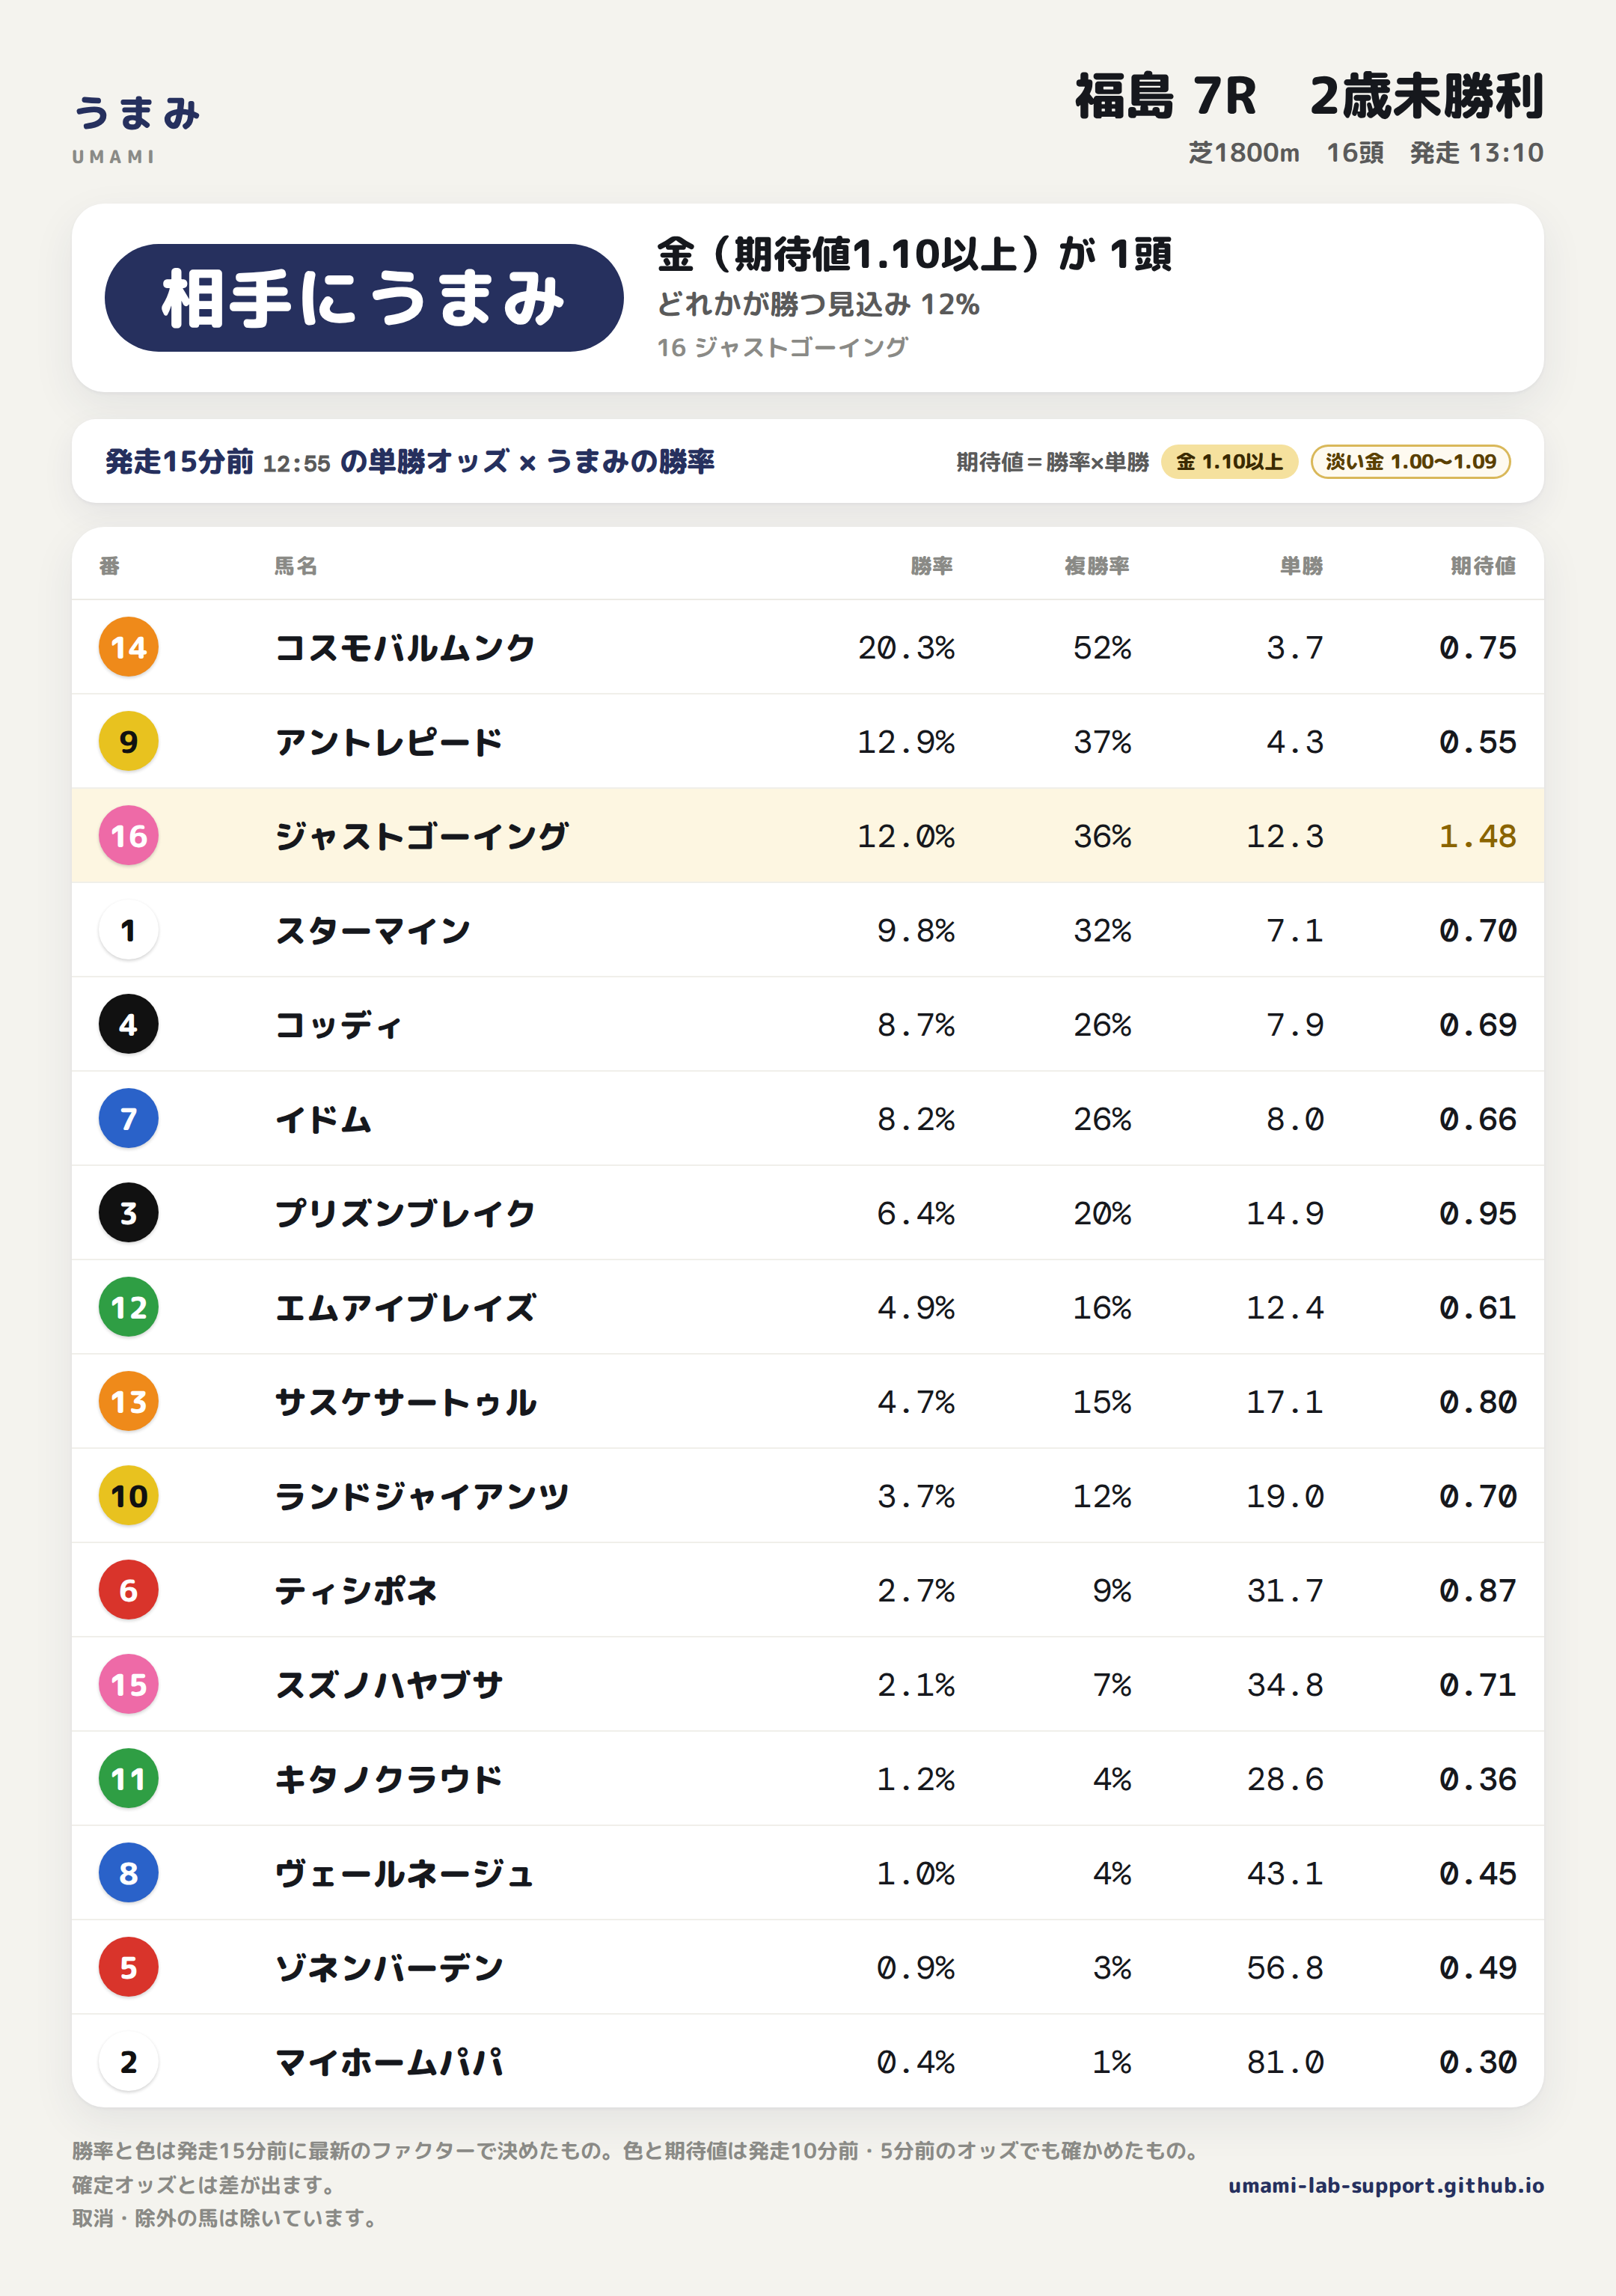 うまみ
UMAMI
福島 7R　2歳未勝利
芝1800m　16頭　発走 13:10
相手にうまみ
金（期待値1.10以上）が 1頭
どれかが勝つ見込み 12%
16 ジャストゴーイング
発走15分前 12:55 の単勝オッズ × うまみの勝率
期待値＝勝率×単勝 金 1.10以上 淡い金 1.00〜1.09
番 馬名 勝率 複勝率 単勝 期待値
14 コスモバルムンク 20.3% 52% 3.7 0.75
9 アントレピード 12.9% 37% 4.3 0.55
16 ジャストゴーイング 12.0% 36% 12.3 1.48
1 スターマイン 9.8% 32% 7.1 0.70
4 コッディ 8.7% 26% 7.9 0.69
7 イドム 8.2% 26% 8.0 0.66
3 プリズンブレイク 6.4% 20% 14.9 0.95
12 エムアイブレイズ 4.9% 16% 12.4 0.61
13 サスケサートゥル 4.7% 15% 17.1 0.80
10 ランドジャイアンツ 3.7% 12% 19.0 0.70
6 ティシポネ 2.7% 9% 31.7 0.87
15 スズノハヤブサ 2.1% 7% 34.8 0.71
11 キタノクラウド 1.2% 4% 28.6 0.36
8 ヴェールネージュ 1.0% 4% 43.1 0.45
5 ゾネンバーデン 0.9% 3% 56.8 0.49
2 マイホームパパ 0.4% 1% 81.0 0.30
勝率と色は発走15分前に最新のファクターで決めたもの。色と期待値は発走10分前・5分前のオッズでも確かめたもの。
確定オッズとは差が出ます。
取消・除外の馬は除いています。
umami-lab-support.github.io